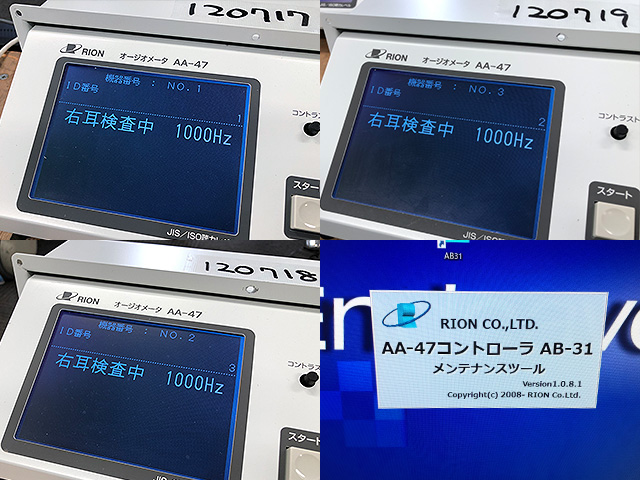 120717
RION オージオメータ AA-47
機器番号 : NO.1
ID番号
1
右耳検査中 1000Hz
コントラスト
スタート
JIS/ISO
120719
RION オージオメータ AA-47
機器番号 : NO.3
ID番号
2
右耳検査中 1000Hz
コントラスト
スタート
JIS/ISO
120718
RION オージオメータ AA-47
機器番号 : NO.2
ID番号
3
右耳検査中 1000Hz
コントラス
スタート
AB31
RION CO.,LTD.
AA-47コントローラ AB-31
メンテナンスツール
Version1.0.8.1
Copyright(c) 2008- RION Co.Ltd.